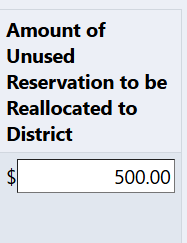 Amount of
Unused
Reservation to be
Reallocated to
District
$ 500.00